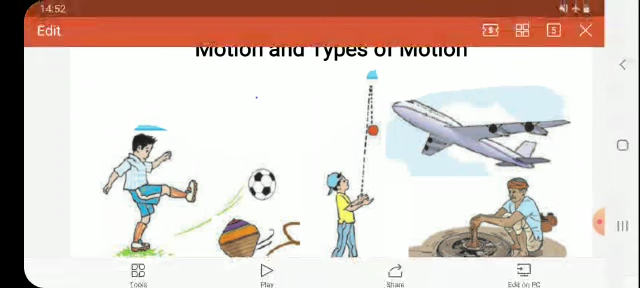 14:52
Edit
Motion and Types of Motion
Tools
Play
Share
Edit on PC